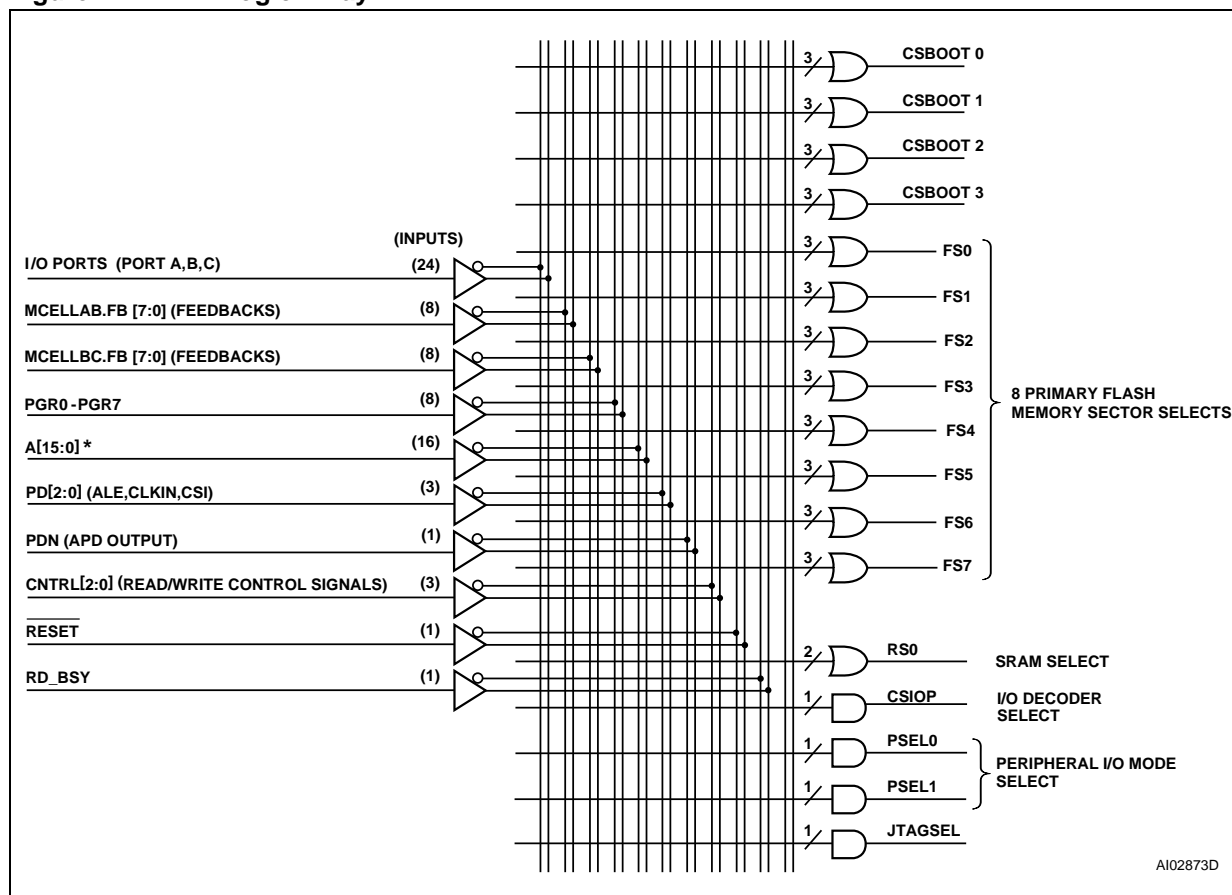 CSBOOT 0
3
CSBOOT 1
3
CSBOOT 2
3
CSBOOT 3
3
(INPUTS)
I/O PORTS (PORT A,B,C) (24)
MCELLAB.FB [7:0] (FEEDBACKS) (8)
MCELLBC.FB [7:0] (FEEDBACKS) (8)
PGR0 -PGR7 (8)
A[15:0] * (16)
PD[2:0] (ALE,CLKIN,CSI) (3)
PDN (APD OUTPUT) (1)
CNTRL[2:0] (READ/WRITE CONTROL SIGNALS) (3)
RESET (1)
RD_BSY (1)
3 FS0
3 FS1
3 FS2
3 FS3
3 FS4
3 FS5
3 FS6
3 FS7
8 PRIMARY FLASH
MEMORY SECTOR SELECTS
2 RS0 SRAM SELECT
1 CSIOP I/O DECODER
SELECT
1 PSEL0
1 PSEL1
PERIPHERAL I/O MODE
SELECT
1 JTAGSEL
AI02873D